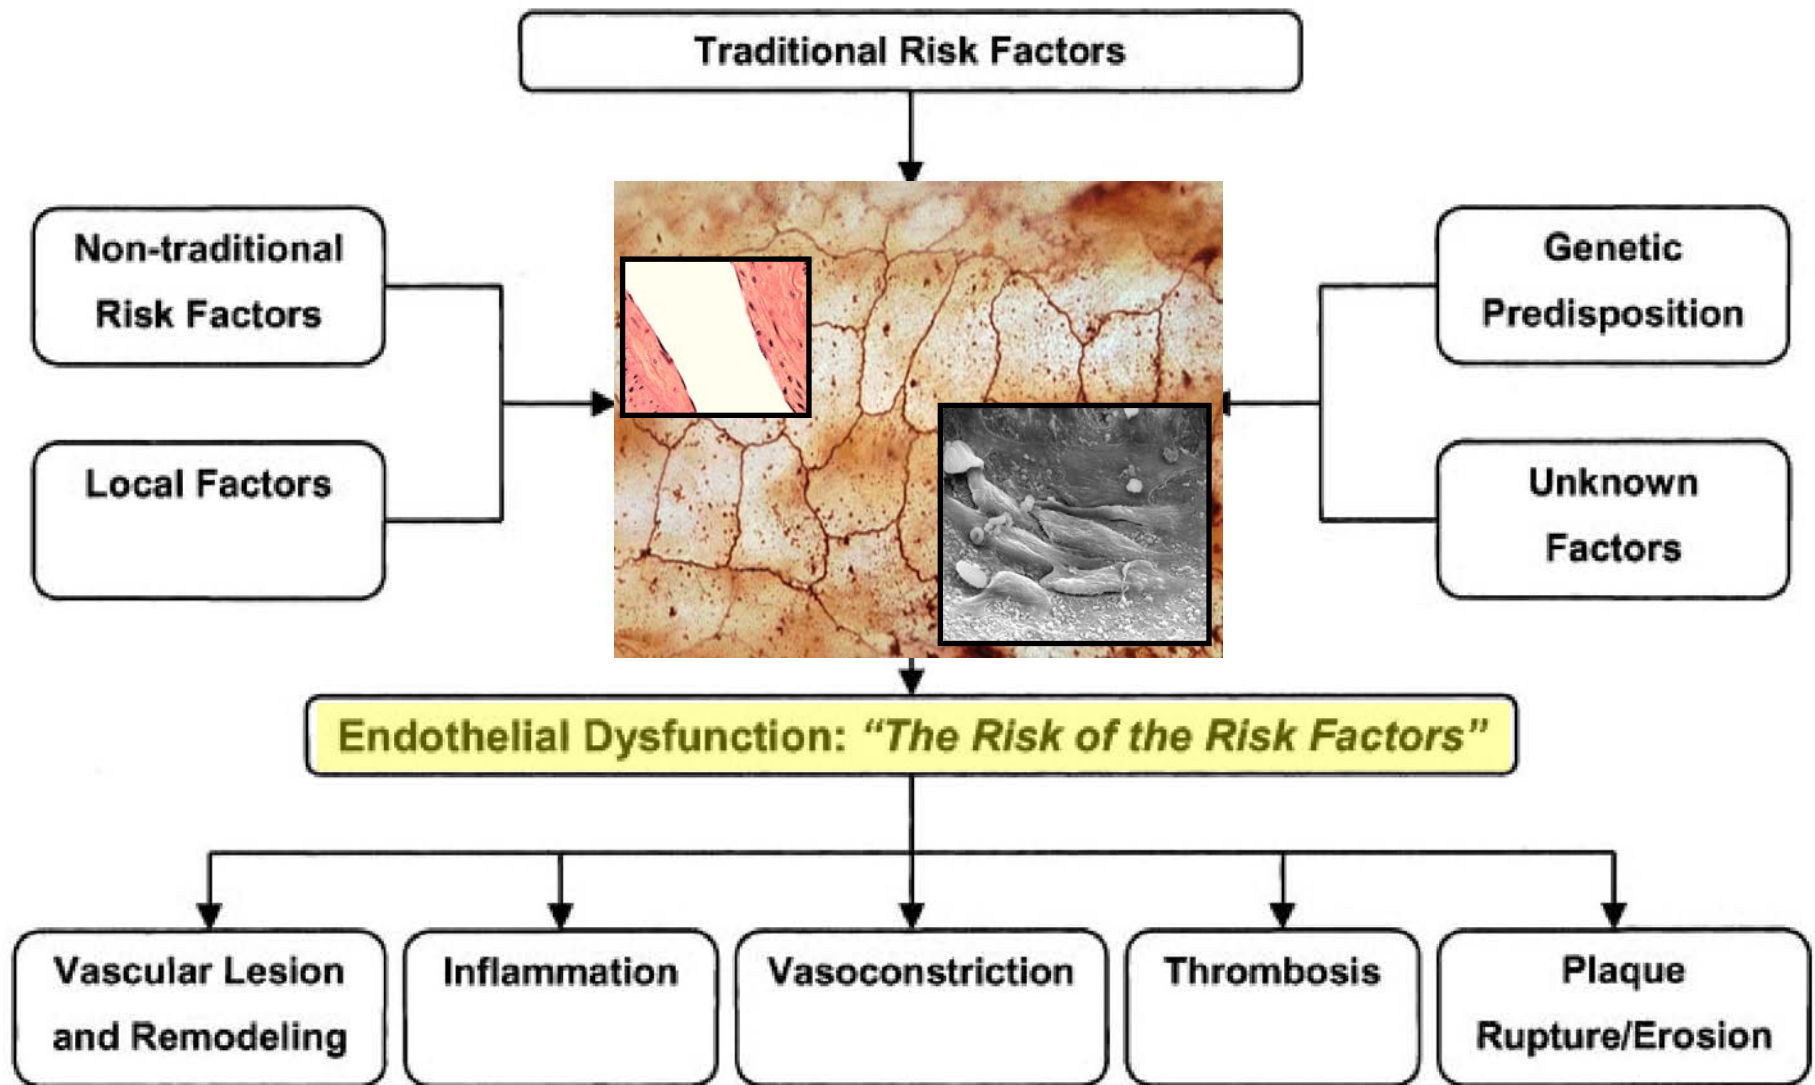 Traditional Risk Factors
Non-traditional
Risk Factors
Genetic
Predisposition
Local Factors
Unknown
Factors
Endothelial Dysfunction: “The Risk of the Risk Factors”
Vascular Lesion
and Remodeling
Inflammation
Vasoconstriction
Thrombosis
Plaque
Rupture/Erosion